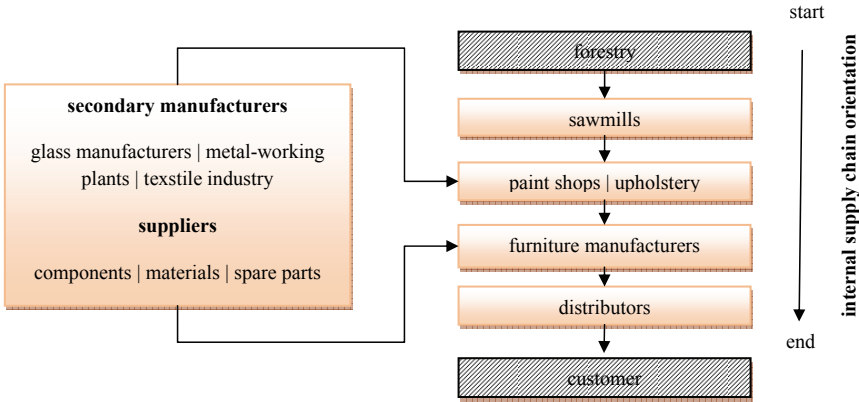 start
forestry
secondary manufacturers
sawmills
glass manufacturers | metal-working
plants | texstile industry
paint shops | upholstery
suppliers
furniture manufacturers
components | materials | spare parts
distributors
end
customer
internal supply chain orientation